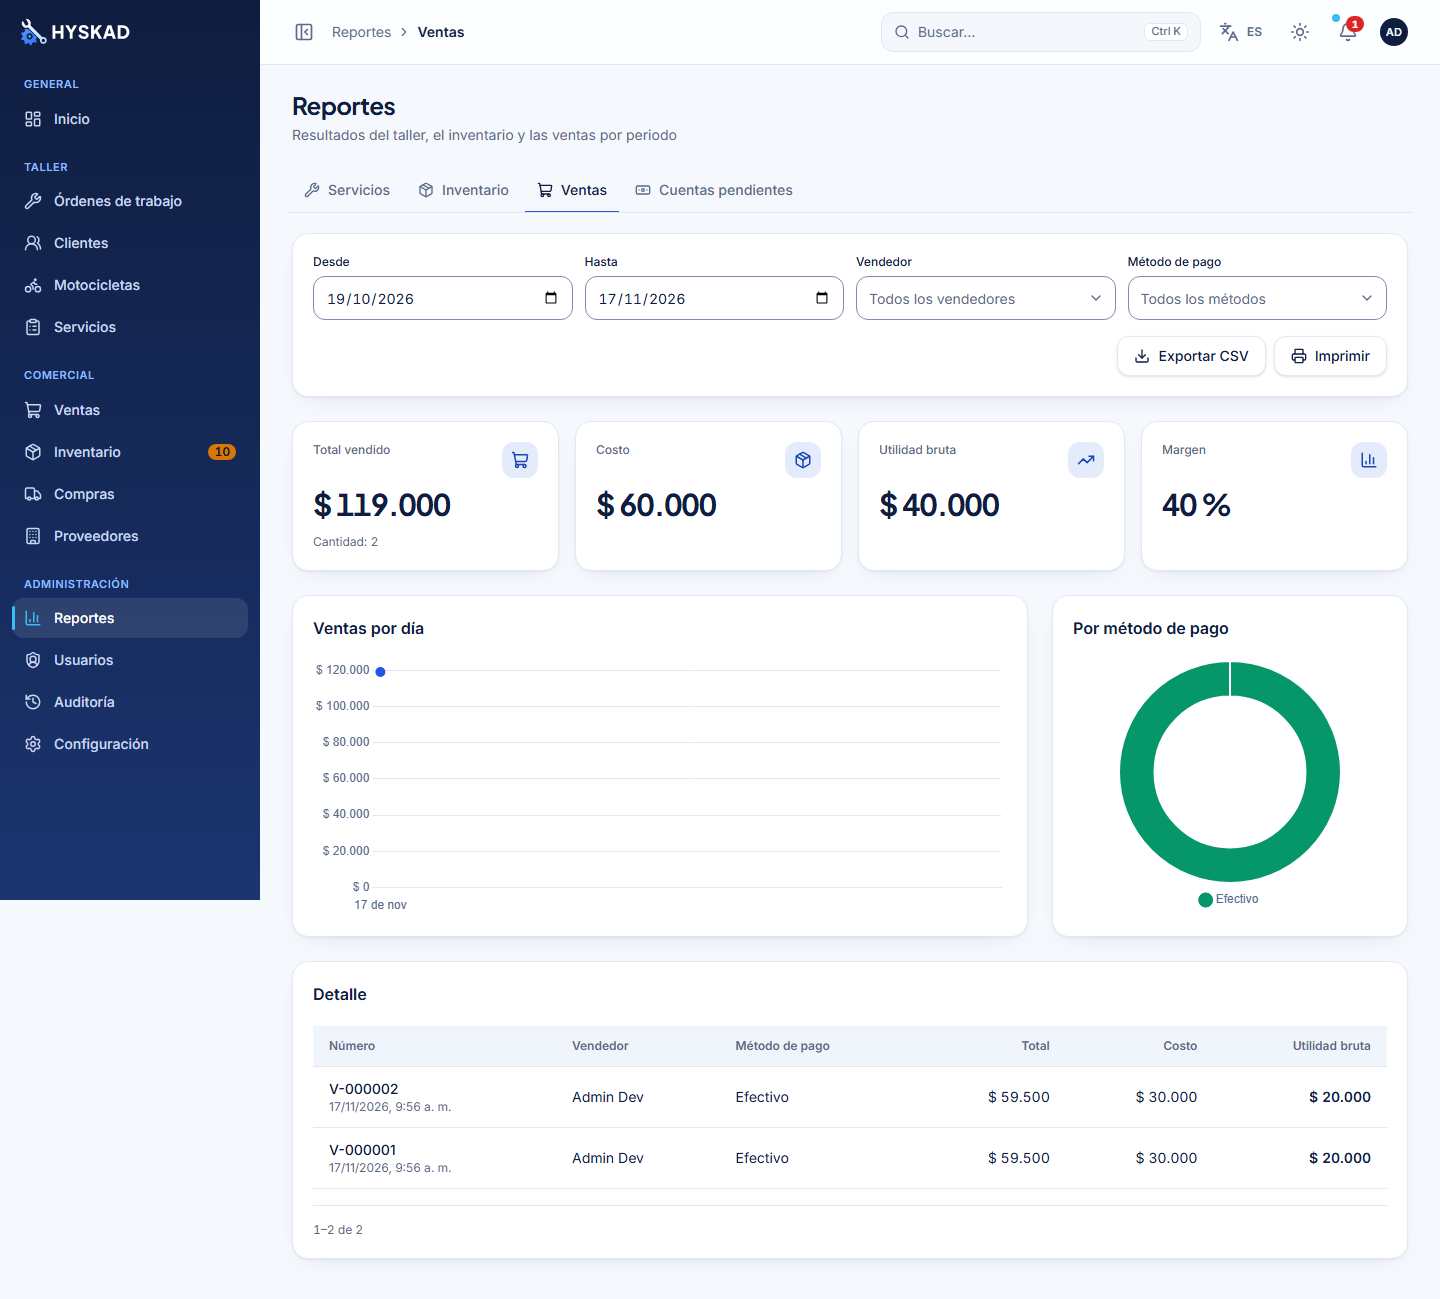 HYSKAD
GENERAL
Inicio
TALLER
Órdenes de trabajo
Clientes
Motocicletas
Servicios
COMERCIAL
Ventas
Inventario 10
Compras
Proveedores
ADMINISTRACIÓN
Reportes
Usuarios
Auditoría
Configuración
Reportes > Ventas
Buscar... Ctrl K
ES
1
AD
Reportes
Resultados del taller, el inventario y las ventas por periodo
Servicios Inventario Ventas Cuentas pendientes
Desde Hasta Vendedor Método de pago
19/10/2026 17/11/2026 Todos los vendedores Todos los métodos
Exportar CSV Imprimir
Total vendido
$ 119.000
Cantidad: 2
Costo
$ 60.000
Utilidad bruta
$ 40.000
Margen
40 %
Ventas por día
$ 120.000
$ 100.000
$ 80.000
$ 60.000
$ 40.000
$ 20.000
$ 0
17 de nov
Por método de pago
Efectivo
Detalle
Número Vendedor Método de pago Total Costo Utilidad bruta
V-000002 Admin Dev Efectivo $ 59.500 $ 30.000 $ 20.000
17/11/2026, 9:56 a. m.
V-000001 Admin Dev Efectivo $ 59.500 $ 30.000 $ 20.000
17/11/2026, 9:56 a. m.
1–2 de 2